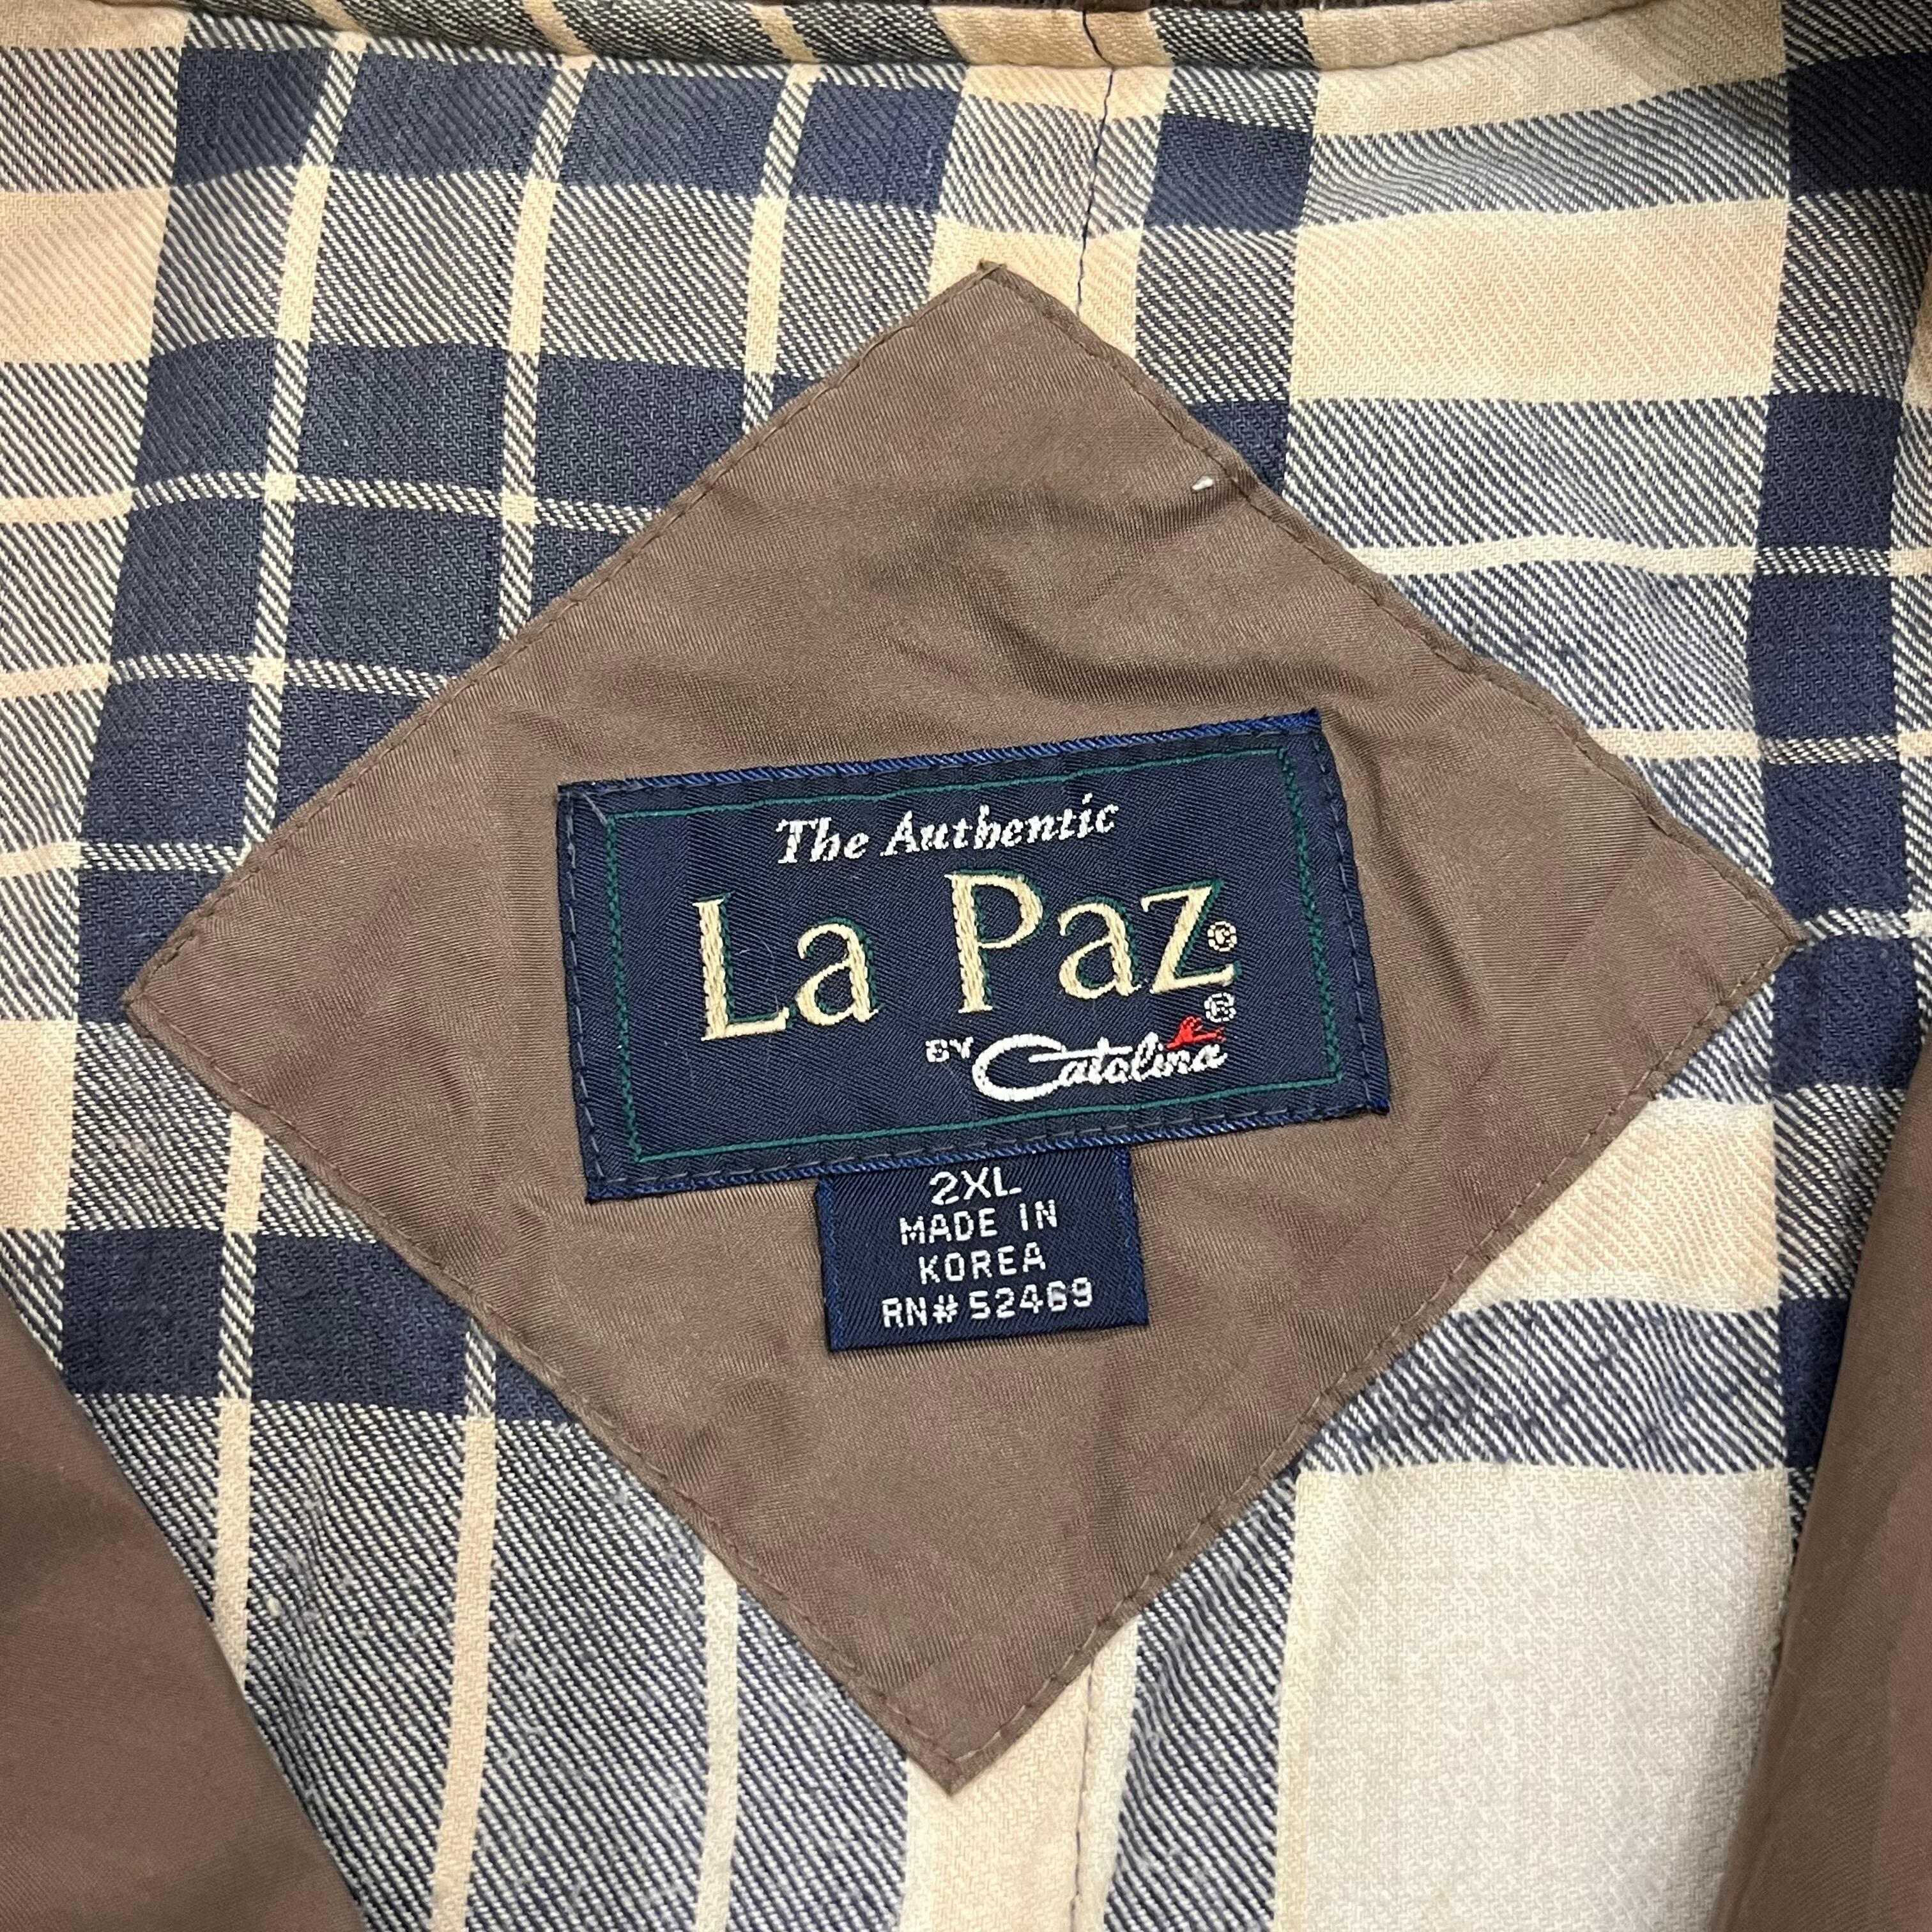 The Authentic
La Paz®
BY Catalina®
2XL
MADE IN
KOREA
RN# 52469